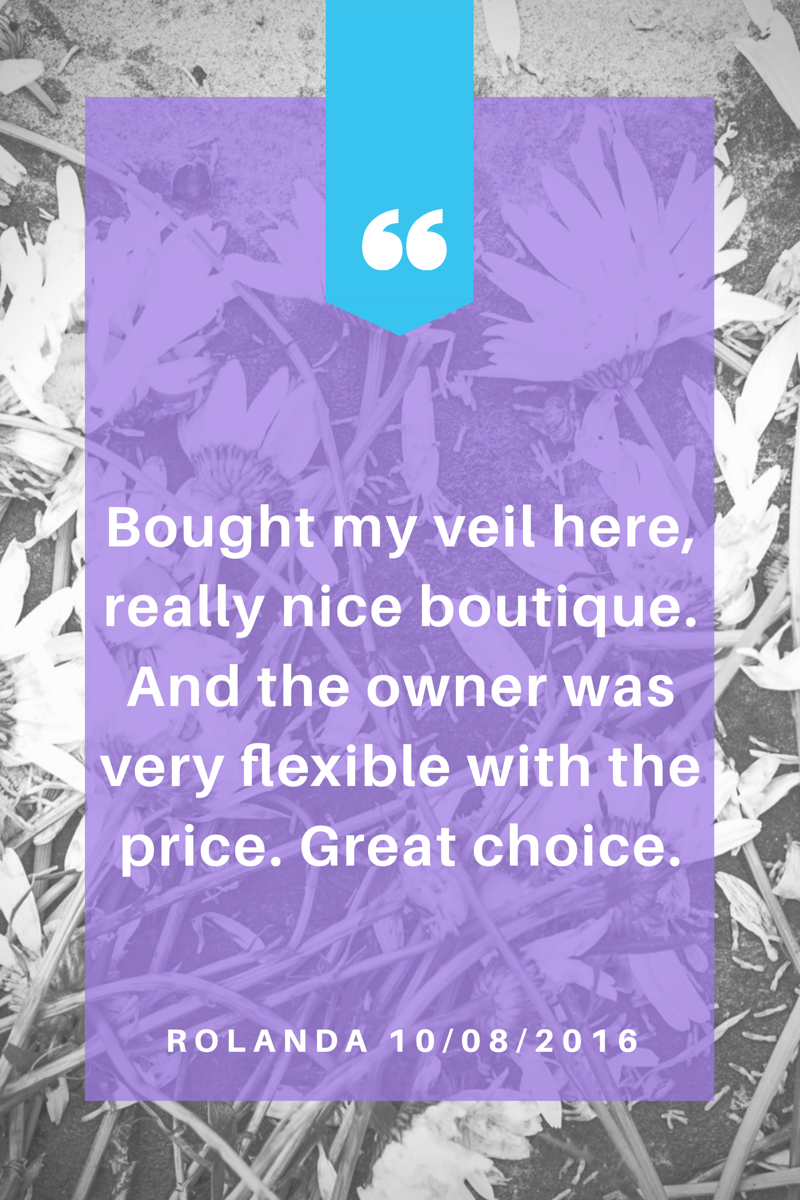 “
Bought my veil here,
really nice boutique.
And the owner was
very flexible with the
price. Great choice.
ROLANDA 10/08/2016